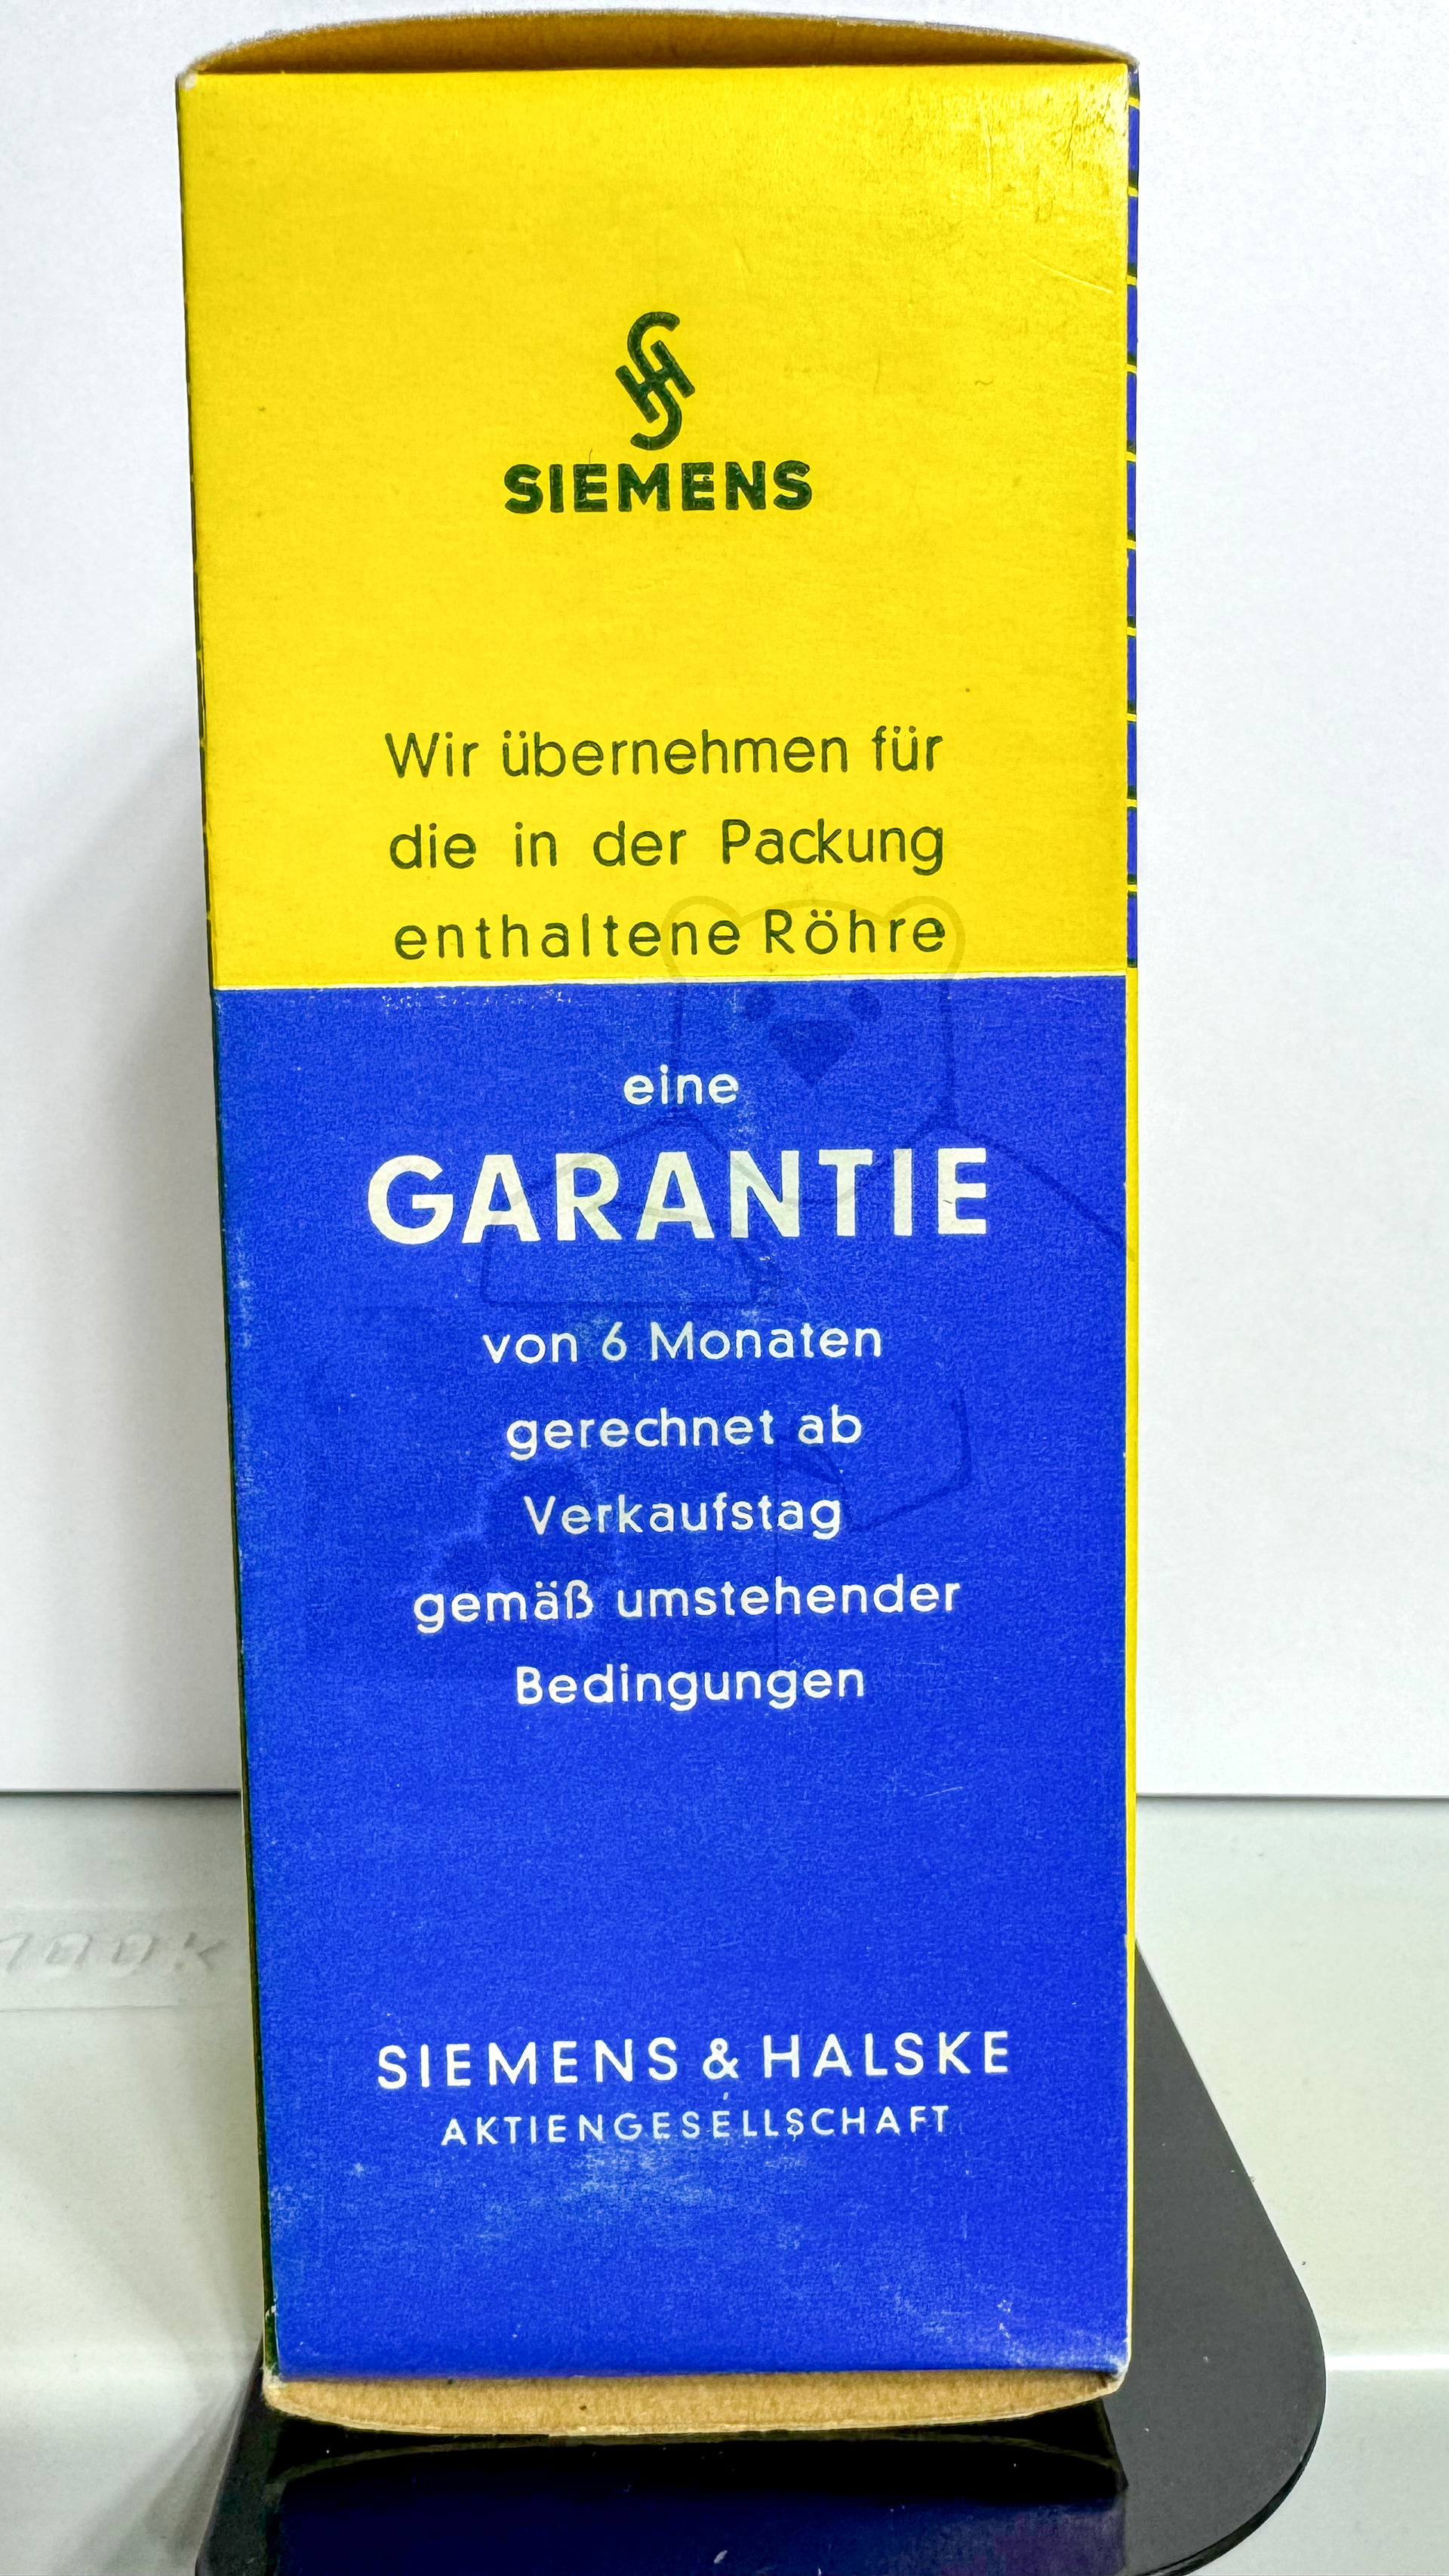 SIEMENS
Wir übernehmen für
die in der Packung
enthaltene Röhre
eine
GARANTIE
von 6 Monaten
gerechnet ab
Verkaufstag
gemäß umstehender
Bedingungen
SIEMENS & HALSKE
AKTIENGESELLSCHAFT